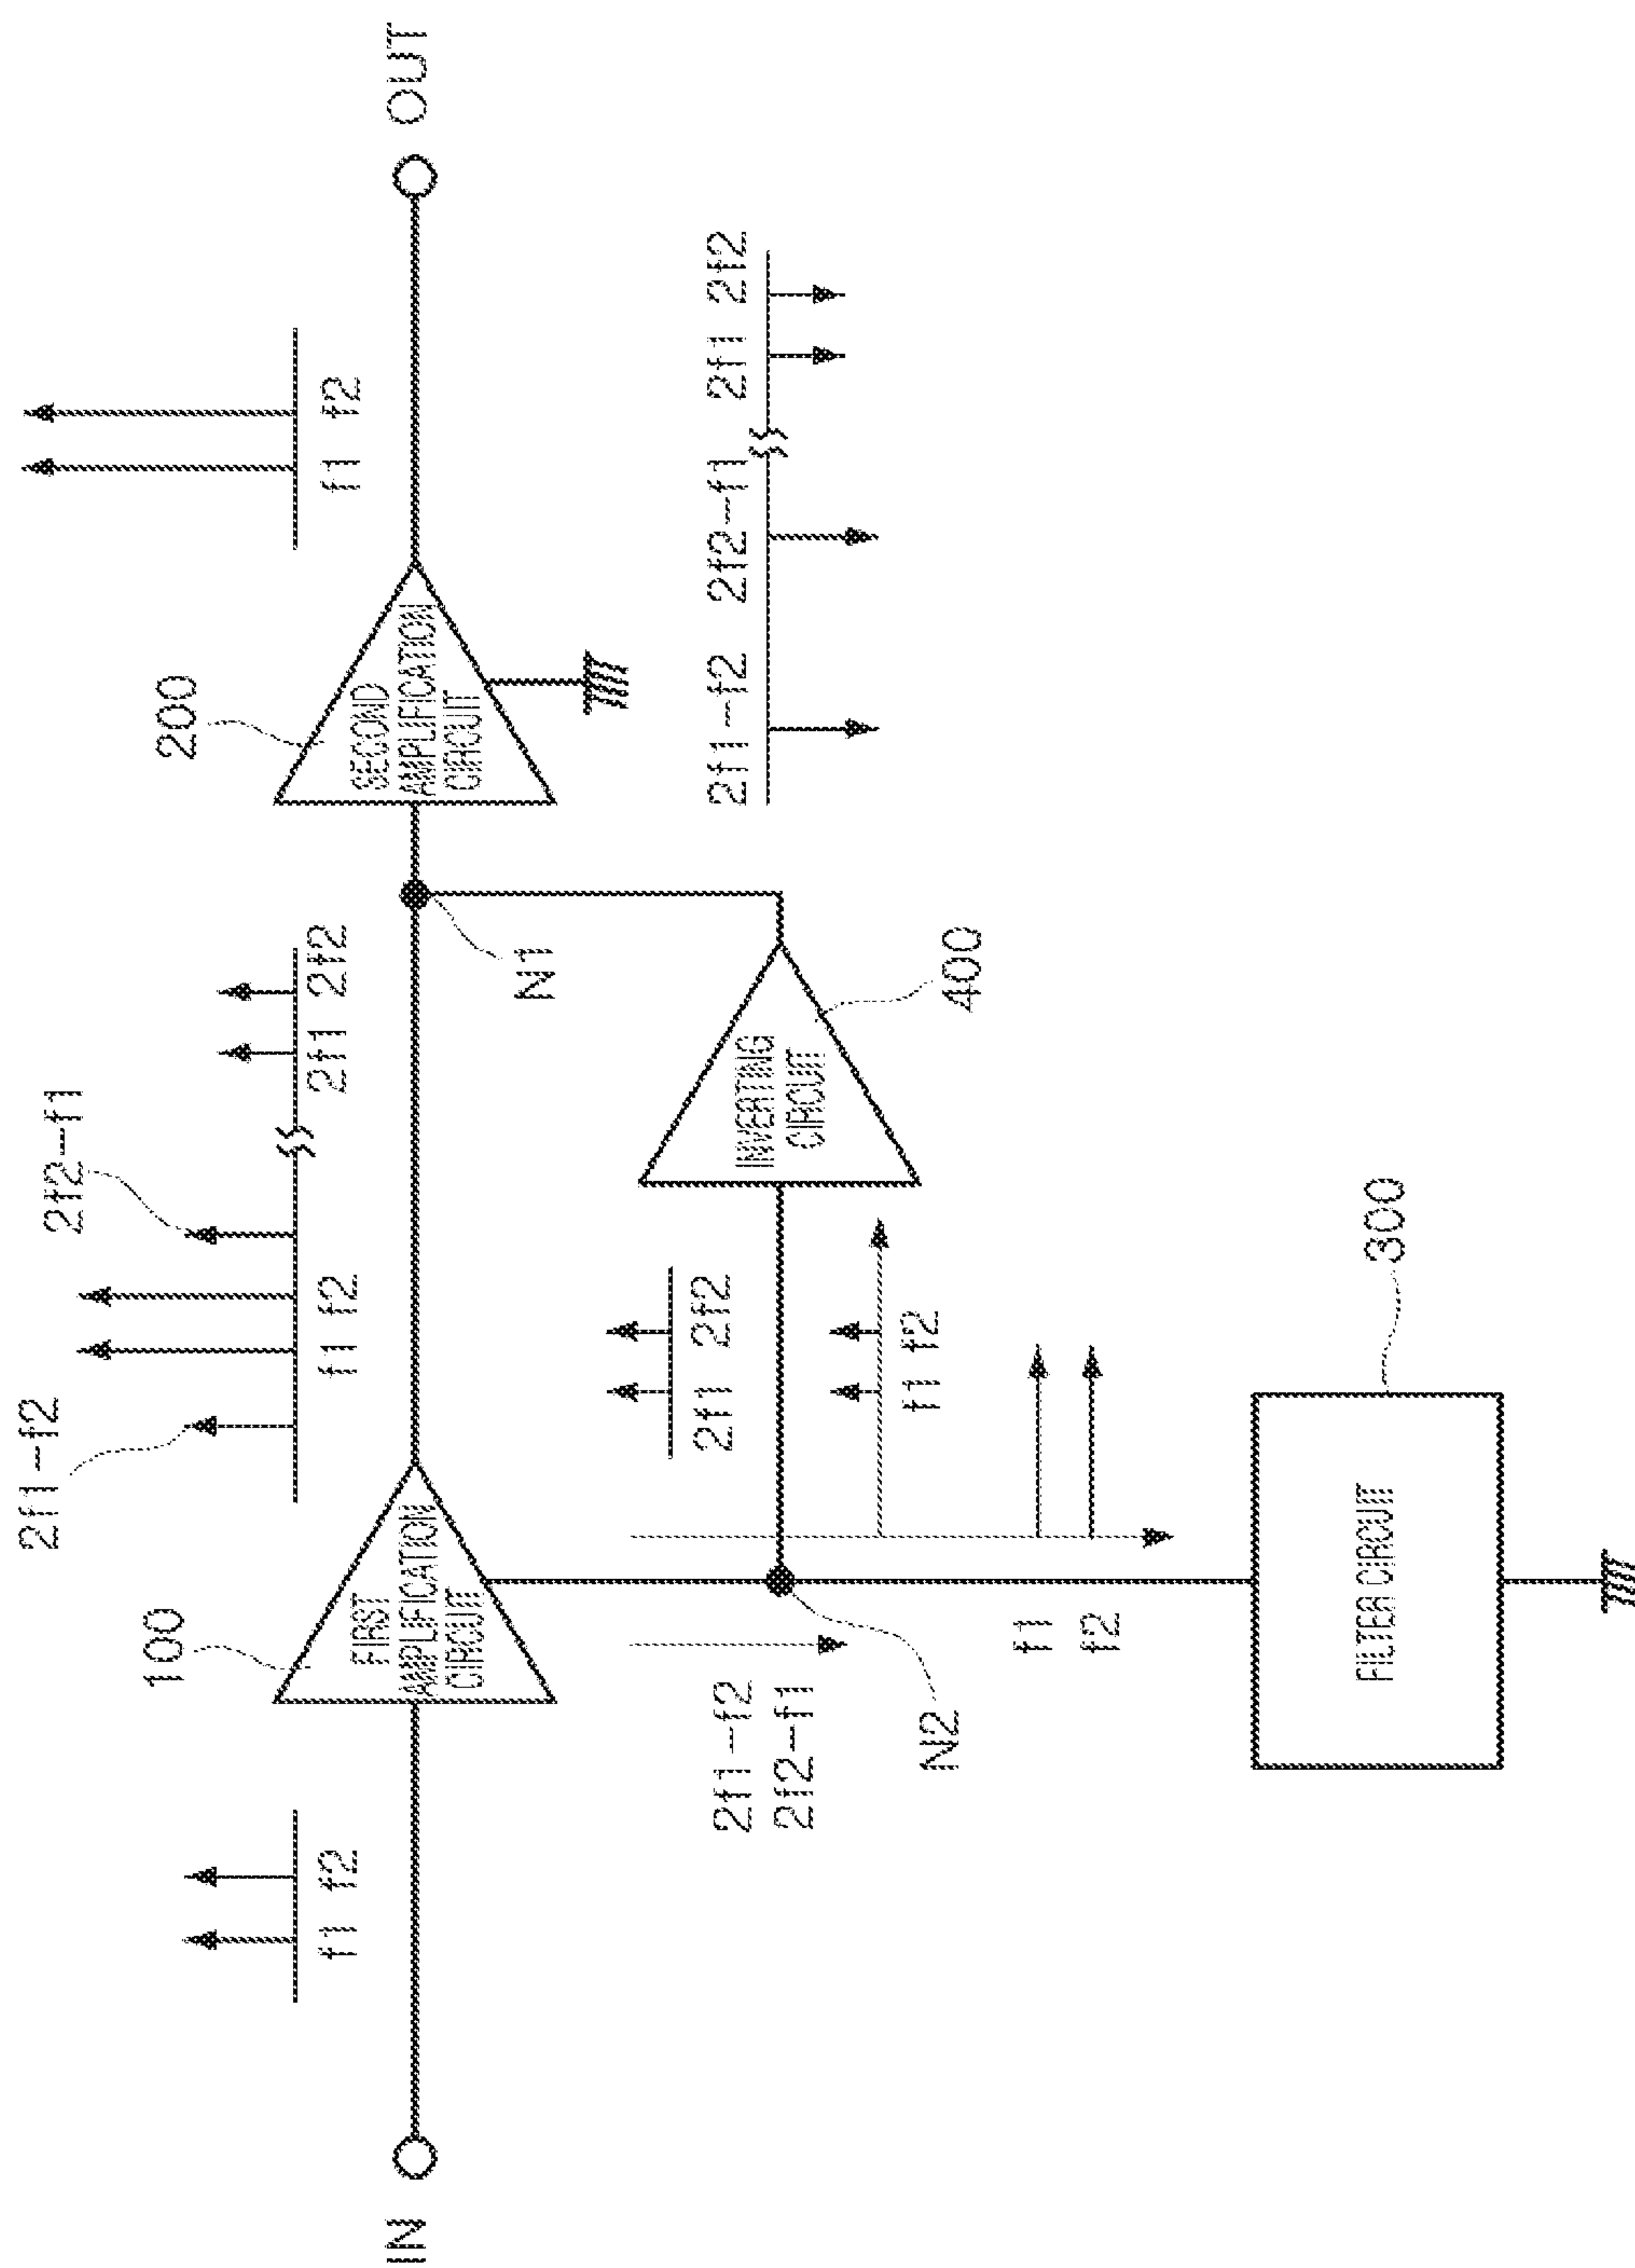 2f1-f2
2f2-f1
f1 f2
f1 f2
2f1 2f2
f1 f2
100
200
IN
FIRST
AMPLIFICATION
CIRCUIT
SECOND
AMPLIFICATION
CIRCUIT
OUT
N1
2f1-f2
2f2-f1
2f1 2f2
2f1-f2 2f2-f1 2f1 2f2
INVERTING
CIRCUIT
400
N2
f1 f2
f1
f2
300
FILTER CIRCUIT